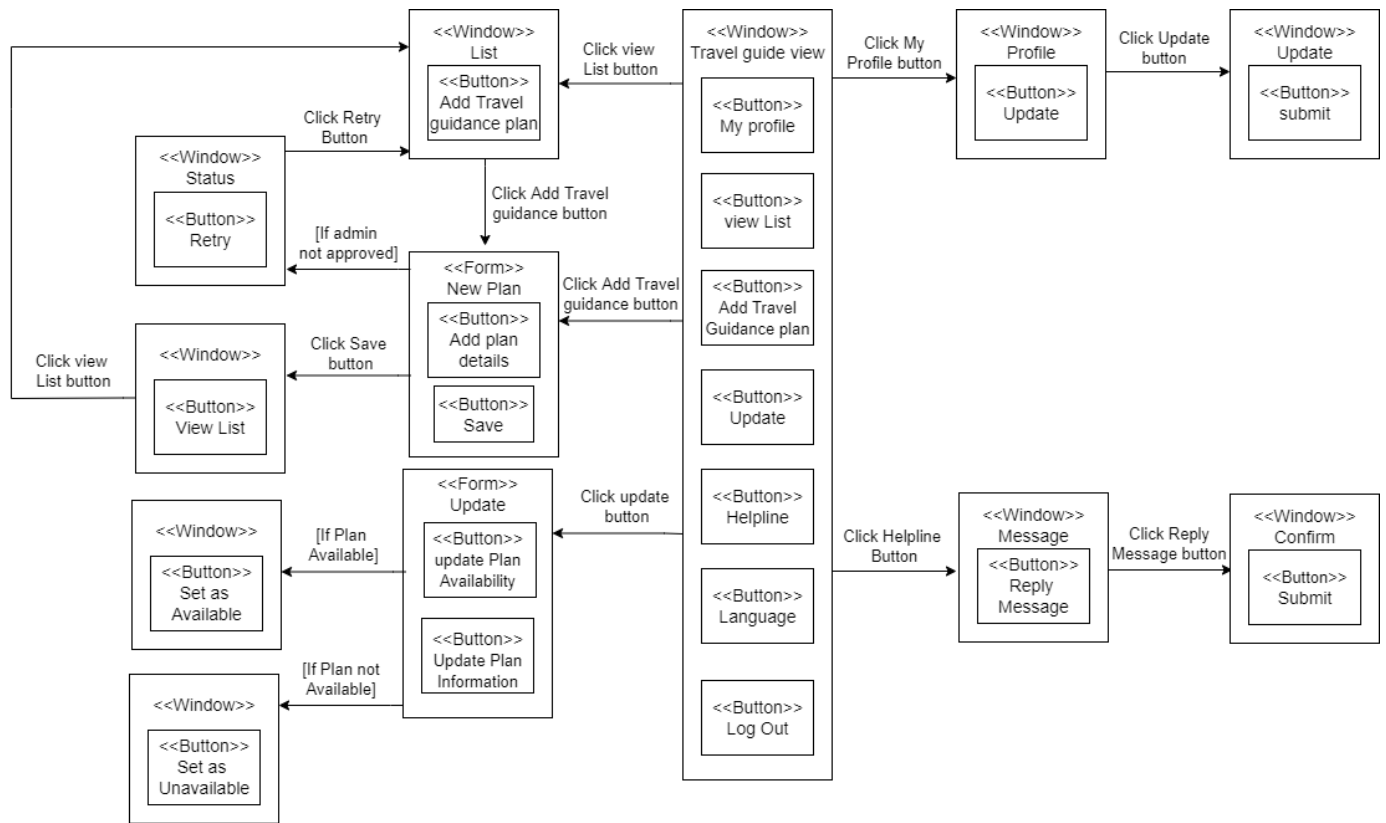 <<Window>>
List
<<Button>>
Add Travel
guidance plan
Click view
List button
<<Window>>
Travel guide view
<<Button>>
My profile
<<Button>>
view List
<<Button>>
Add Travel
Guidance plan
<<Button>>
Update
<<Button>>
Helpline
<<Button>>
Language
<<Button>>
Log Out
Click My
Profile button
<<Window>>
Profile
<<Button>>
Update
Click Update
button
<<Window>>
Update
<<Button>>
submit
Click Retry
Button
<<Window>>
Status
<<Button>>
Retry
Click Add Travel
guidance button
[If admin
not approved]
<<Form>>
New Plan
<<Button>>
Add plan
details
<<Button>>
Save
Click Add Travel
guidance button
Click Save
button
Click view
List button
<<Window>>
<<Button>>
View List
<<Form>>
Update
<<Button>>
update Plan
Availability
<<Button>>
Update Plan
Information
Click update
button
[If Plan
Available]
<<Window>>
<<Button>>
Set as
Available
[If Plan not
Available]
<<Window>>
<<Button>>
Set as
Unavailable
Click Helpline
Button
<<Window>>
Message
<<Button>>
Reply
Message
Click Reply
Message button
<<Window>>
Confirm
<<Button>>
Submit